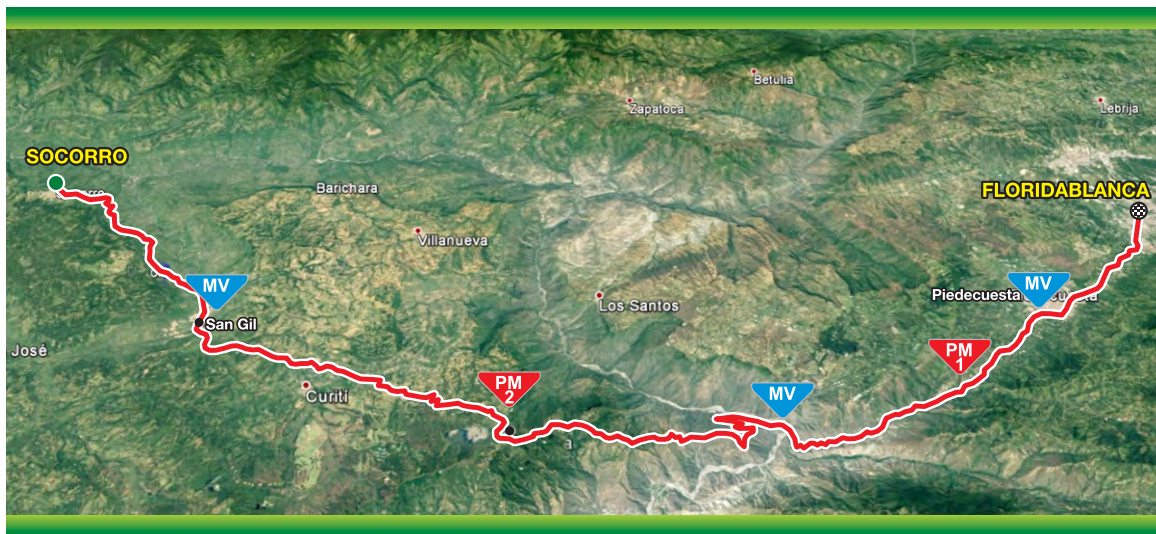 Betulia
Zapatoca
Lebrija
SOCORRO
Barichara
FLORIDABLANCA
Villanueva
MV
MV
Piedecuesta
Los Santos
San Gil
José
PM
1
PM
2
Curití
MV
a